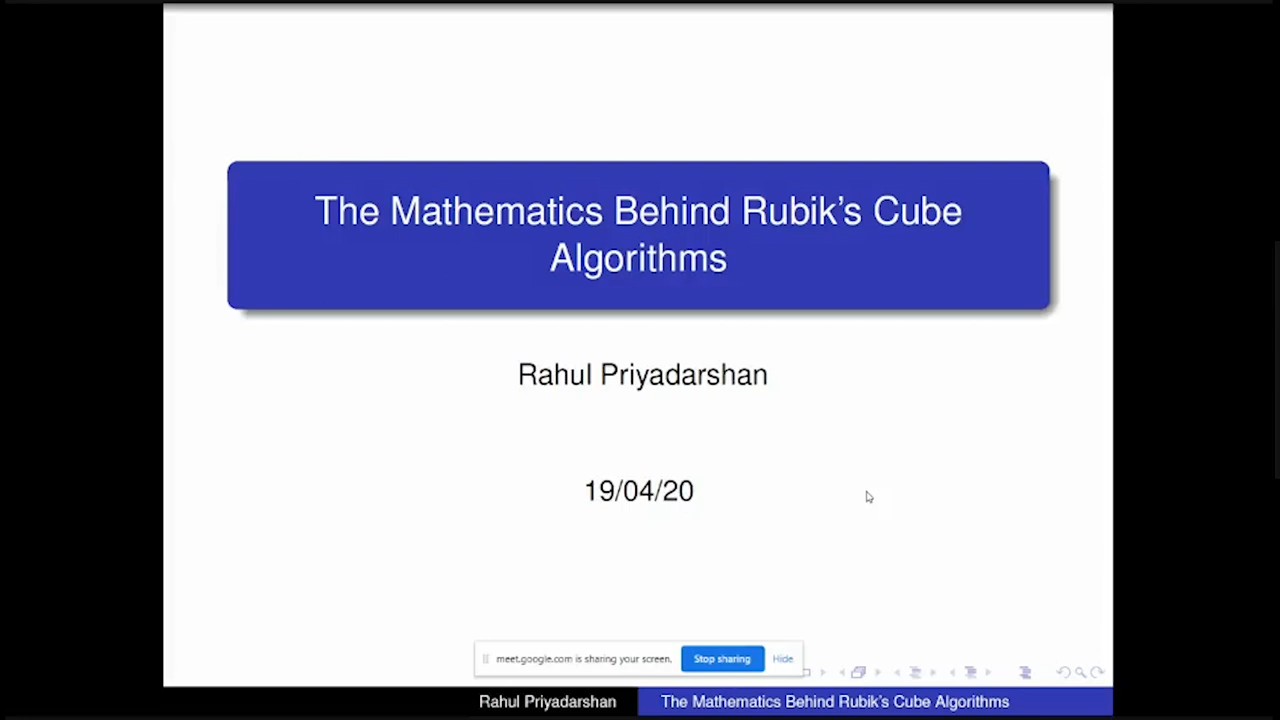 The Mathematics Behind Rubik's Cube
Algorithms
Rahul Priyadarshan
19/04/20
meet.google.com is sharing your screen. Stop sharing Hide
Rahul Priyadarshan The Mathematics Behind Rubik's Cube Algorithms